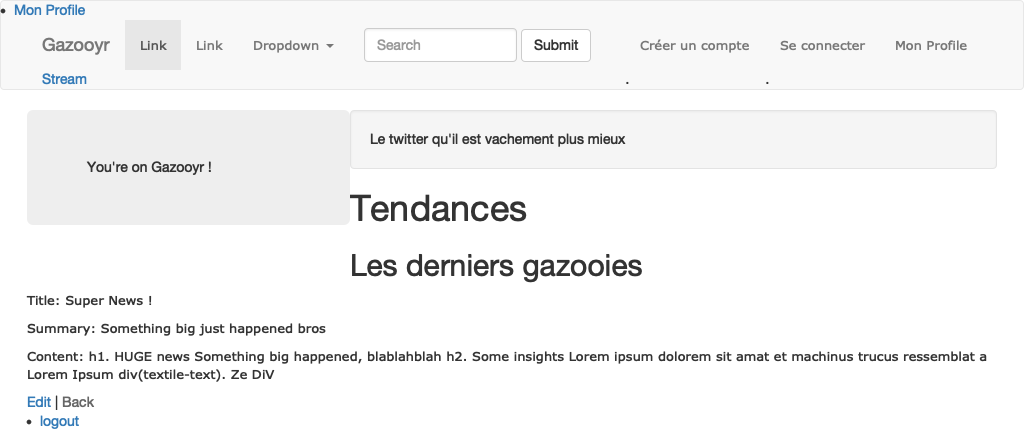 Mon Profile
Gazooyr Link Link Dropdown Search Submit Créer un compte Se connecter Mon Profile
Stream
Le twitter qu'il est vachement plus mieux
You're on Gazooyr !
Tendances
Les derniers gazooies
Title: Super News !
Summary: Something big just happened bros
Content: h1. HUGE news Something big happened, blablahblah h2. Some insights Lorem ipsum dolorem sit amat et machinus trucus ressemblat a
Lorem Ipsum div(textile-text). Ze DiV
Edit | Back
logout